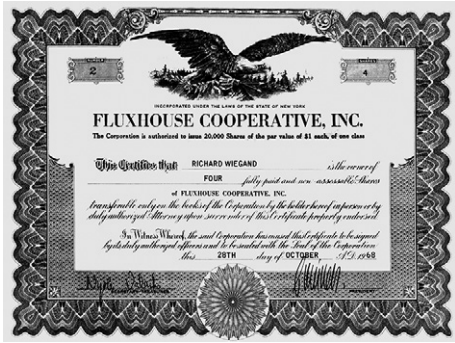 NUMBER
2
NUMBER
4
INCORPORATED UNDER THE LAWS OF THE STATE OF NEW YORK
FLUXHOUSE COOPERATIVE, INC.
The Corporation is authorized to issue 20,000 Shares of the par value of $1 each, of one class
This Certifies that RICHARD WIEGAND is the owner of
FOUR fully paid and non-assessable Shares
of FLUXHOUSE COOPERATIVE, INC.
transferable only on the books of the Corporation by the holder hereof in person or by
duly authorized Attorney upon surrender of this Certificate properly endorsed
In Witness Whereof, the said Corporation has caused this Certificate to be signed
by its duly authorized officers and to be sealed with the Seal of the Corporation
this 28TH day of OCTOBER A.D. 1968
SECRETARY-TREASURER
PRESIDENT